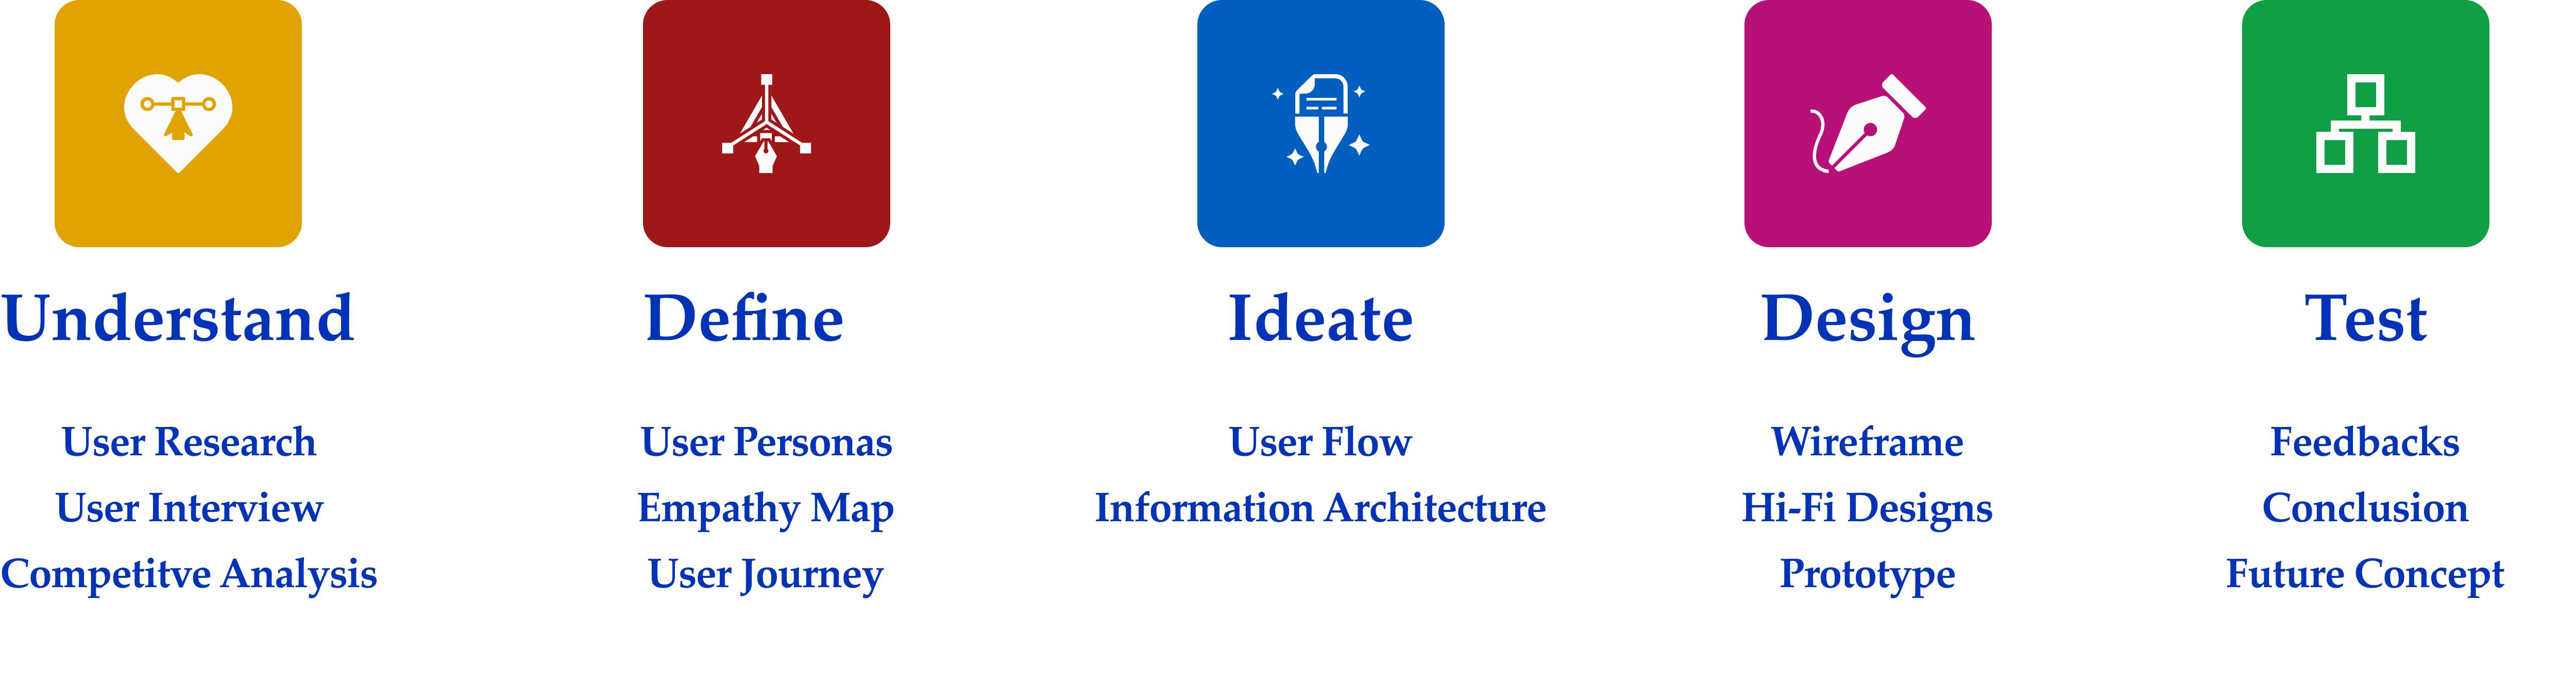 Understand
User Research
User Interview
Competitve Analysis
Define
User Personas
Empathy Map
User Journey
Ideate
User Flow
Information Architecture
Design
Wireframe
Hi-Fi Designs
Prototype
Test
Feedbacks
Conclusion
Future Concept